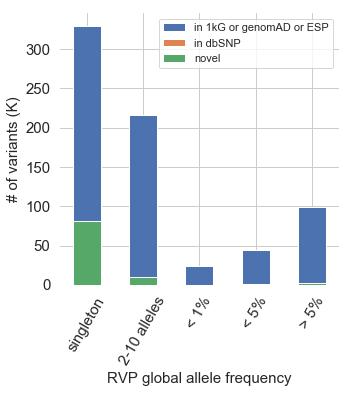 in 1kG or genomAD or ESP
in dbSNP
novel
# of variants (K)
300
250
200
150
100
50
0
singleton
2-10 alleles
< 1%
< 5%
> 5%
RVP global allele frequency